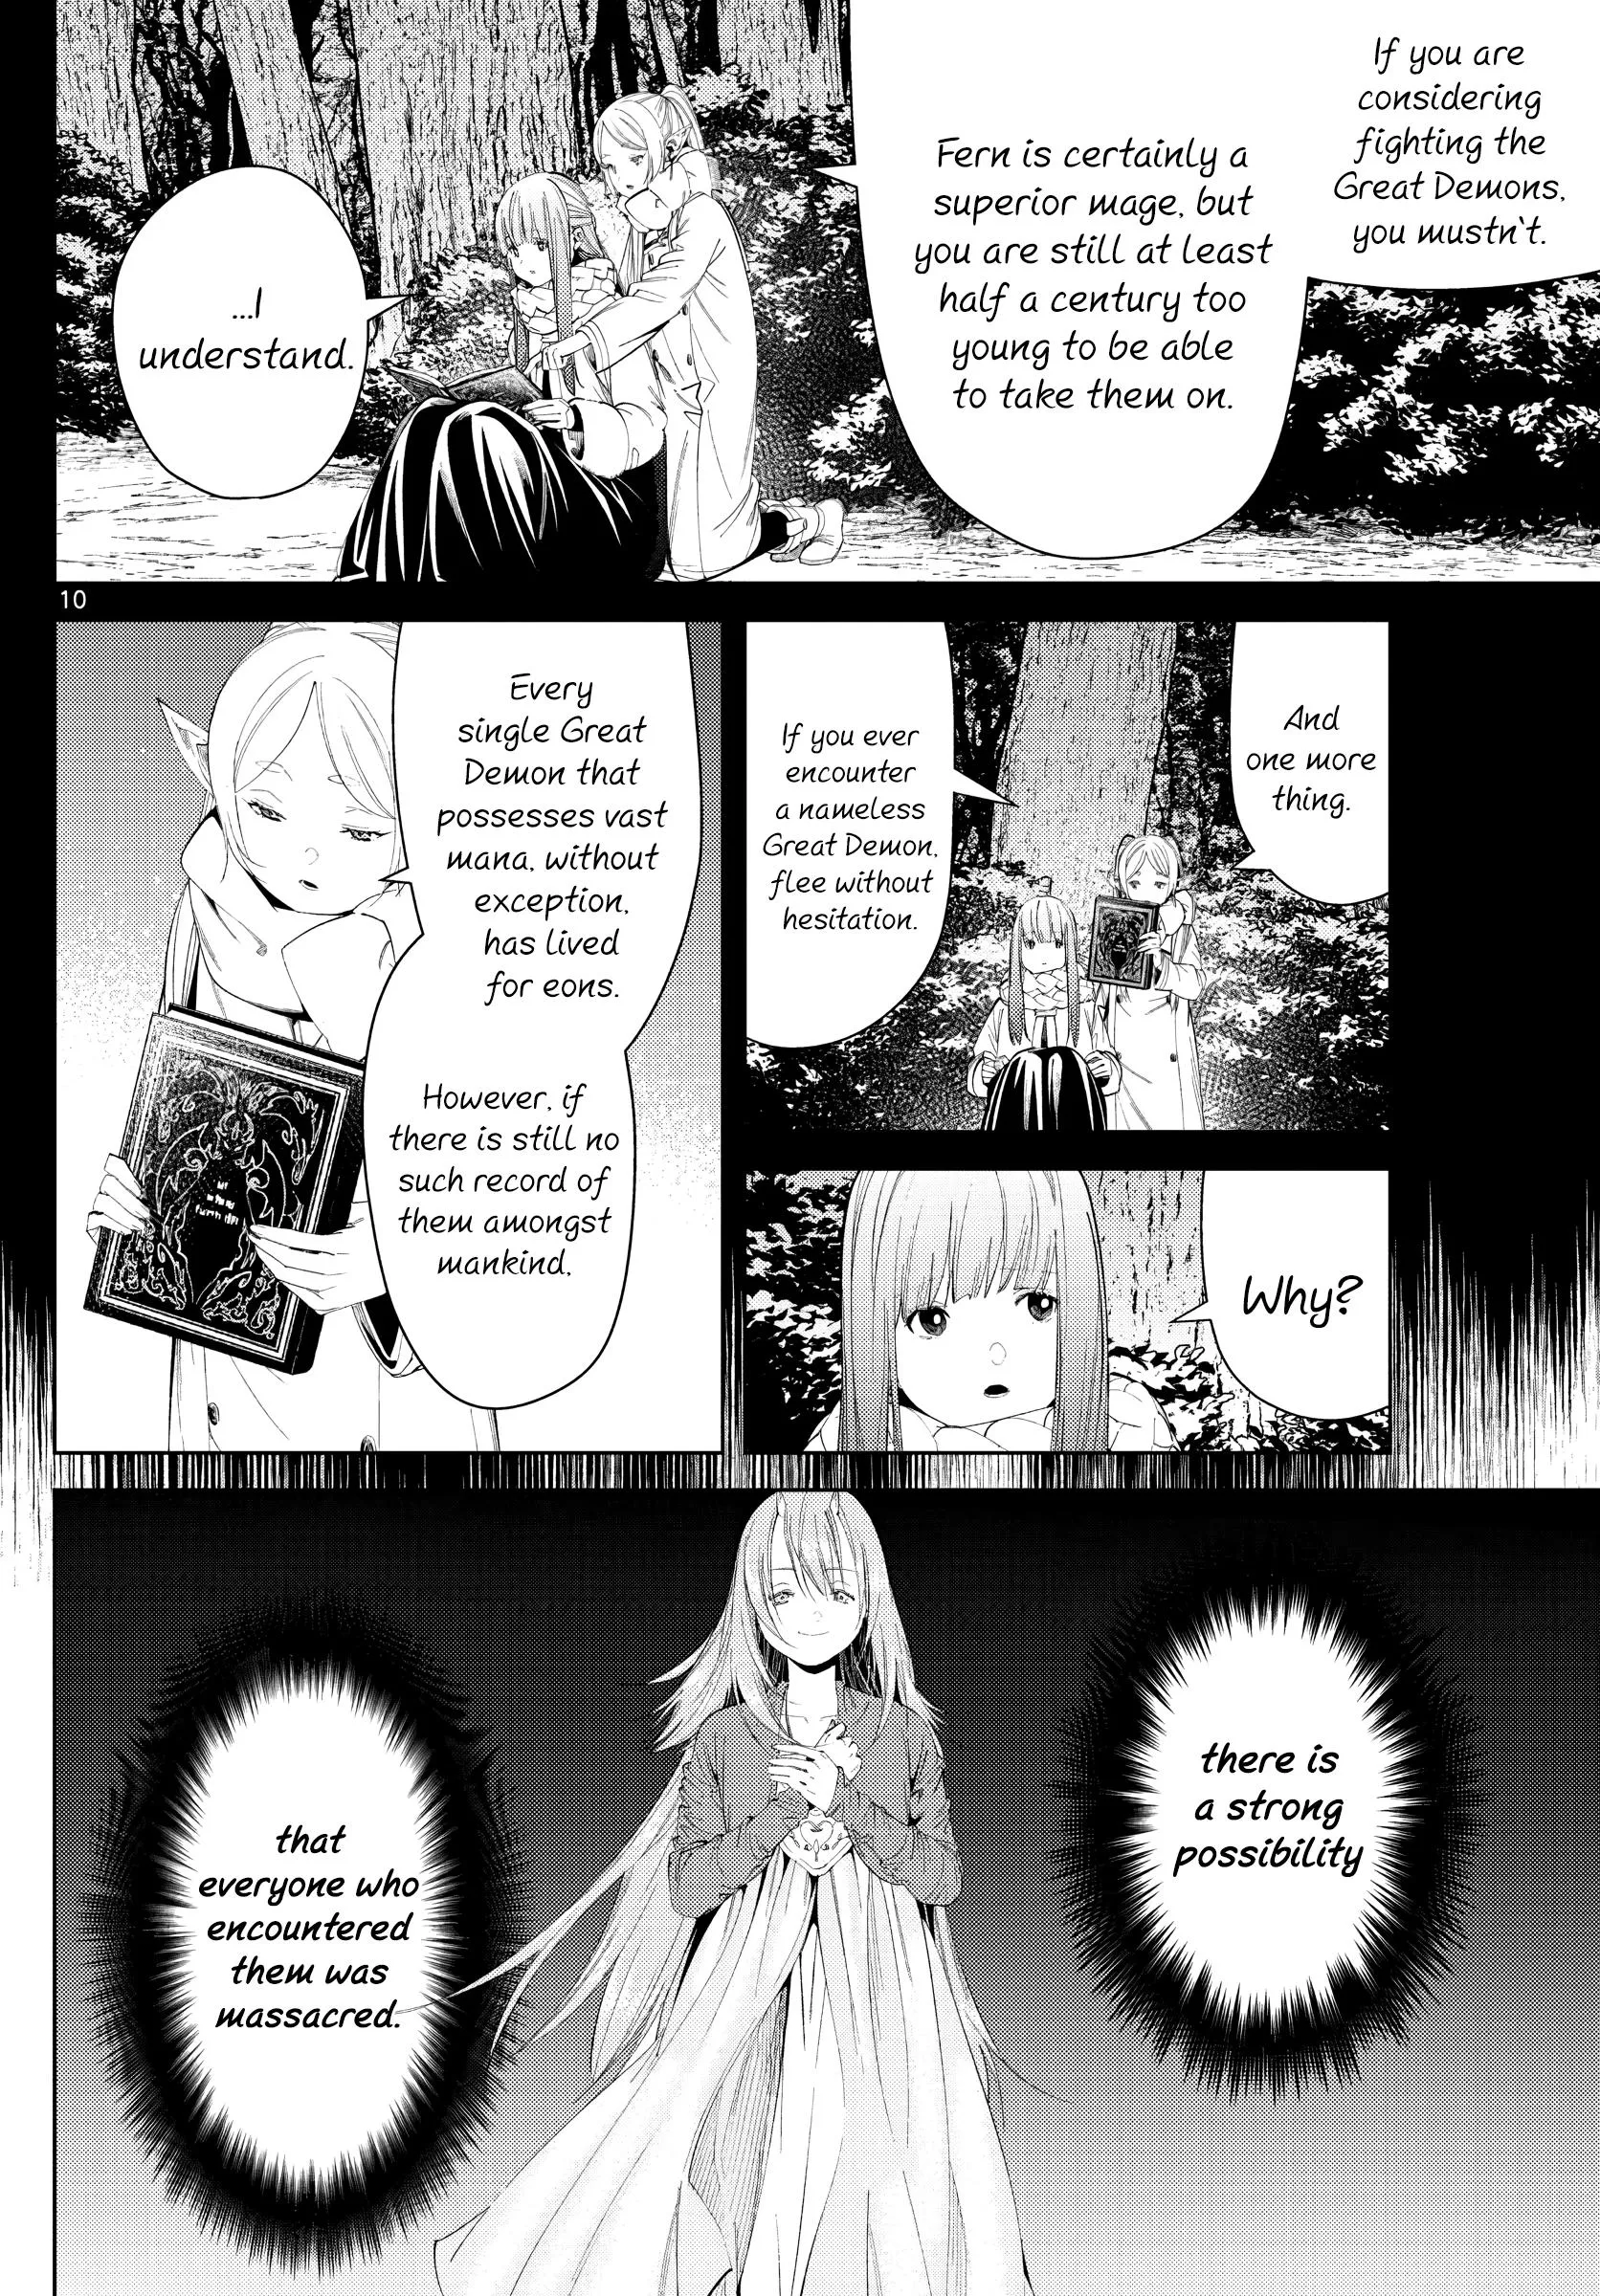 If you are
considering
fighting the
Great Demons,
you mustn`t.
Fern is certainly a
superior mage, but
you are still at least
half a century too
young to be able
to take them on.
...I
understand.
10
And
one more
thing.
If you ever
encounter
a nameless
Great Demon,
flee without
hesitation.
Why?
Every
single Great
Demon that
possesses vast
mana, without
exception,
has lived
for eons.
However, if
there is still no
such record of
them amongst
mankind,
there is
a strong
possibility
that
everyone who
encountered
them was
massacred.